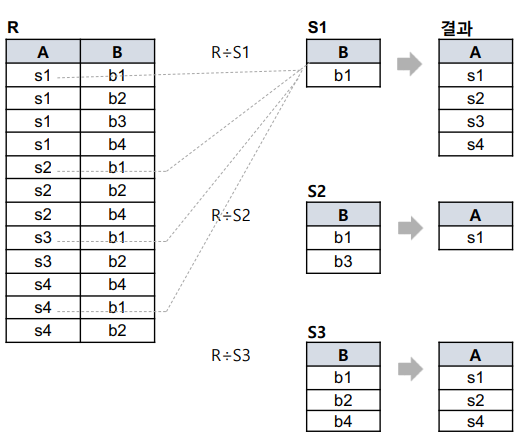 R
A B
s1 b1
s1 b2
s1 b3
s1 b4
s2 b1
s2 b2
s2 b4
s3 b1
s3 b2
s4 b4
s4 b1
s4 b2
R÷S1
S1
B
b1
결과
A
s1
s2
s3
s4
R÷S2
S2
B
b1
b3
A
s1
R÷S3
S3
B
b1
b2
b4
A
s1
s2
s4